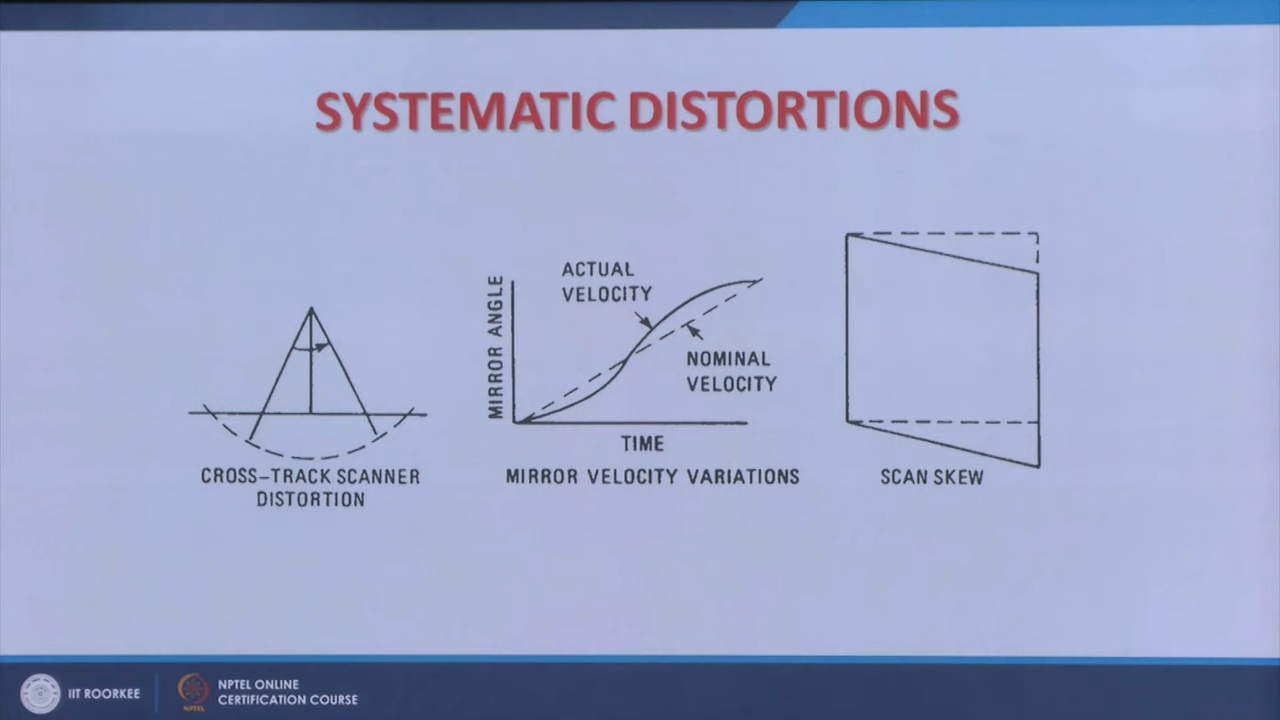 SYSTEMATIC DISTORTIONS
CROSS-TRACK SCANNER
DISTORTION
MIRROR ANGLE
ACTUAL
VELOCITY
NOMINAL
VELOCITY
TIME
MIRROR VELOCITY VARIATIONS
SCAN SKEW
IIT ROORKEE
NPTEL
NPTEL ONLINE
CERTIFICATION COURSE